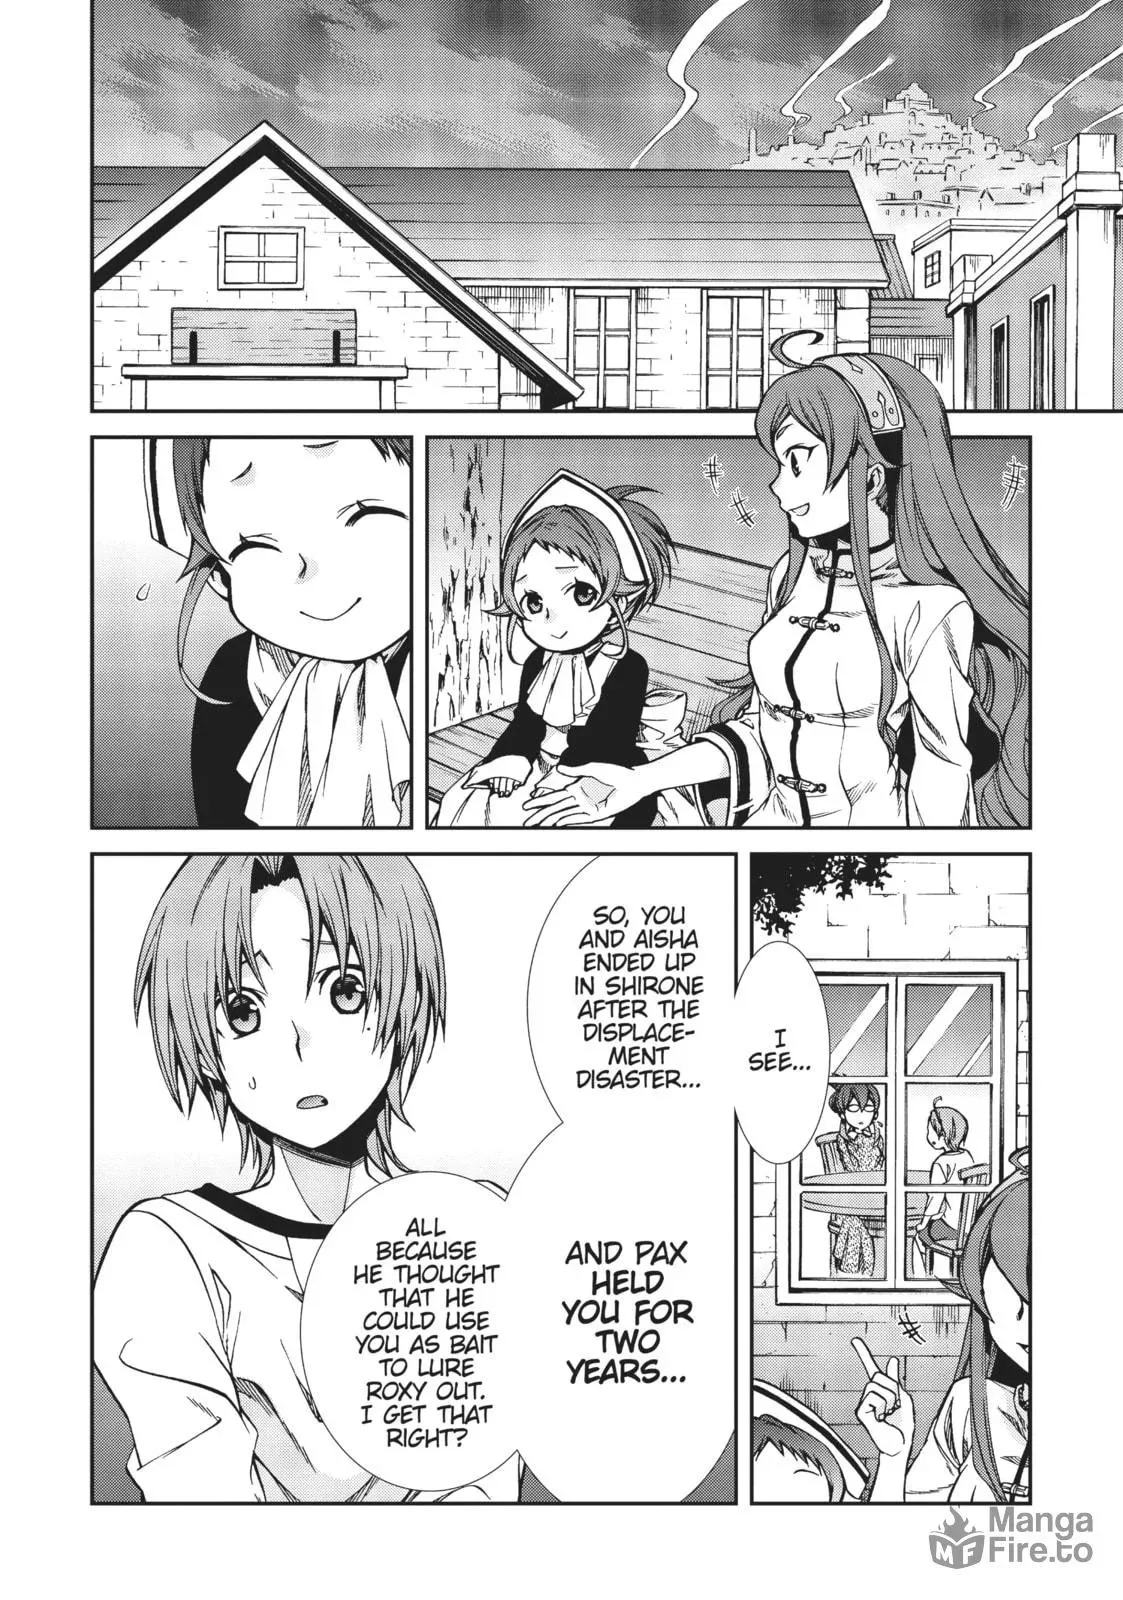 I
SEE...
SO, YOU
AND AISHA
ENDED UP
IN SHIRONE
AFTER THE
DISPLACE-
MENT
DISASTER...
AND PAX
HELD
YOU FOR
TWO
YEARS...
ALL
BECAUSE
HE THOUGHT
THAT HE
COULD USE
YOU AS BAIT
TO LURE
ROXY OUT.
I GET THAT
RIGHT?
Manga
Fire.to
MF